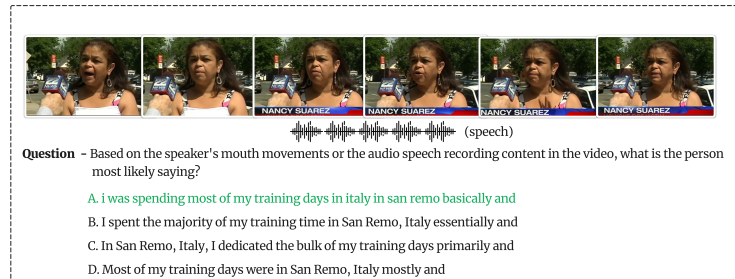 NANCY SUAREZ
NANCY SUAREZ
NANCY SUAREZ
NANCY SUAREZ
(speech)
Question - Based on the speaker's mouth movements or the audio speech recording content in the video, what is the person
most likely saying?
A. i was spending most of my training days in italy in san remo basically and
B. I spent the majority of my training time in San Remo, Italy essentially and
C. In San Remo, Italy, I dedicated the bulk of my training days primarily and
D. Most of my training days were in San Remo, Italy mostly and